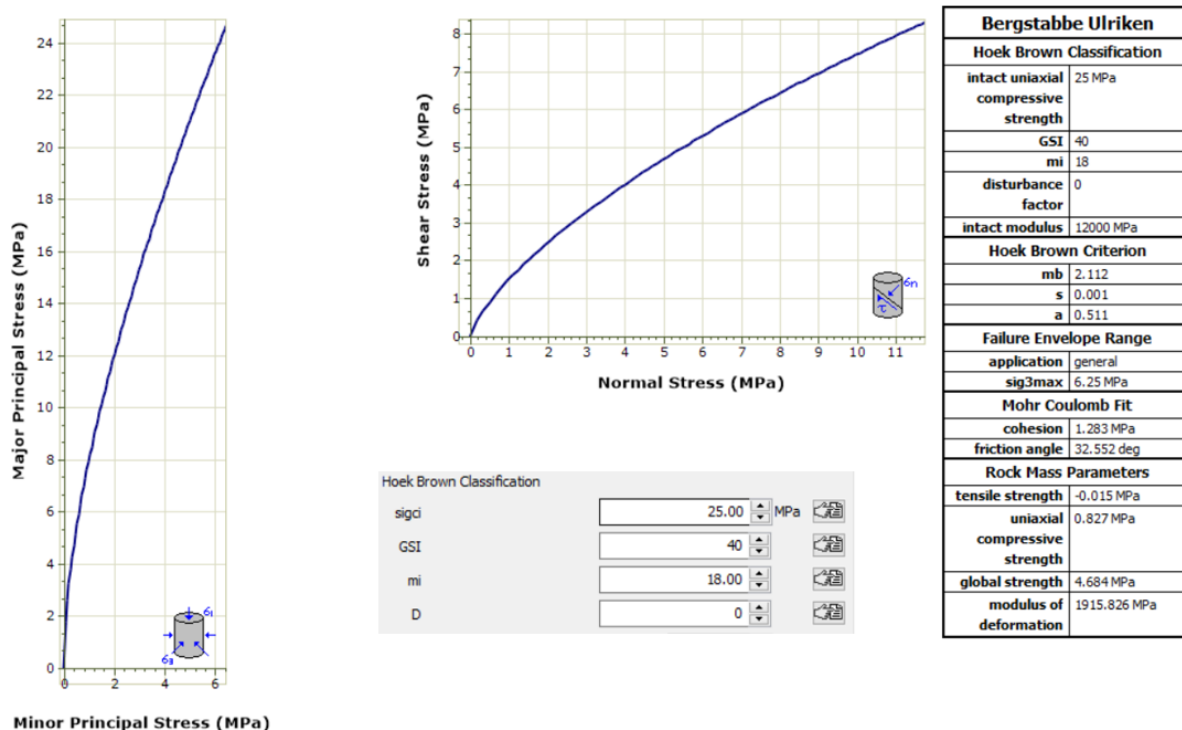 Major Principal Stress (MPa)
24
22
20
18
16
14
12
10
8
6
4
2
0
0 2 4 6
Minor Principal Stress (MPa)
σ1
σ3
Shear Stress (MPa)
8
7
6
5
4
3
2
1
0
0 1 2 3 4 5 6 7 8 9 10 11
Normal Stress (MPa)
σn
τ
Hoek Brown Classification
sigci 25.00 MPa
GSI 40
mi 18.00
D 0
Bergstabbe Ulriken
Hoek Brown Classification
intact uniaxial 25 MPa
compressive
strength
GSI 40
mi 18
disturbance 0
factor
intact modulus 12000 MPa
Hoek Brown Criterion
mb 2.112
s 0.001
a 0.511
Failure Envelope Range
application general
sig3max 6.25 MPa
Mohr Coulomb Fit
cohesion 1.283 MPa
friction angle 32.552 deg
Rock Mass Parameters
tensile strength -0.015 MPa
uniaxial 0.827 MPa
compressive
strength
global strength 4.684 MPa
modulus of 1915.826 MPa
deformation